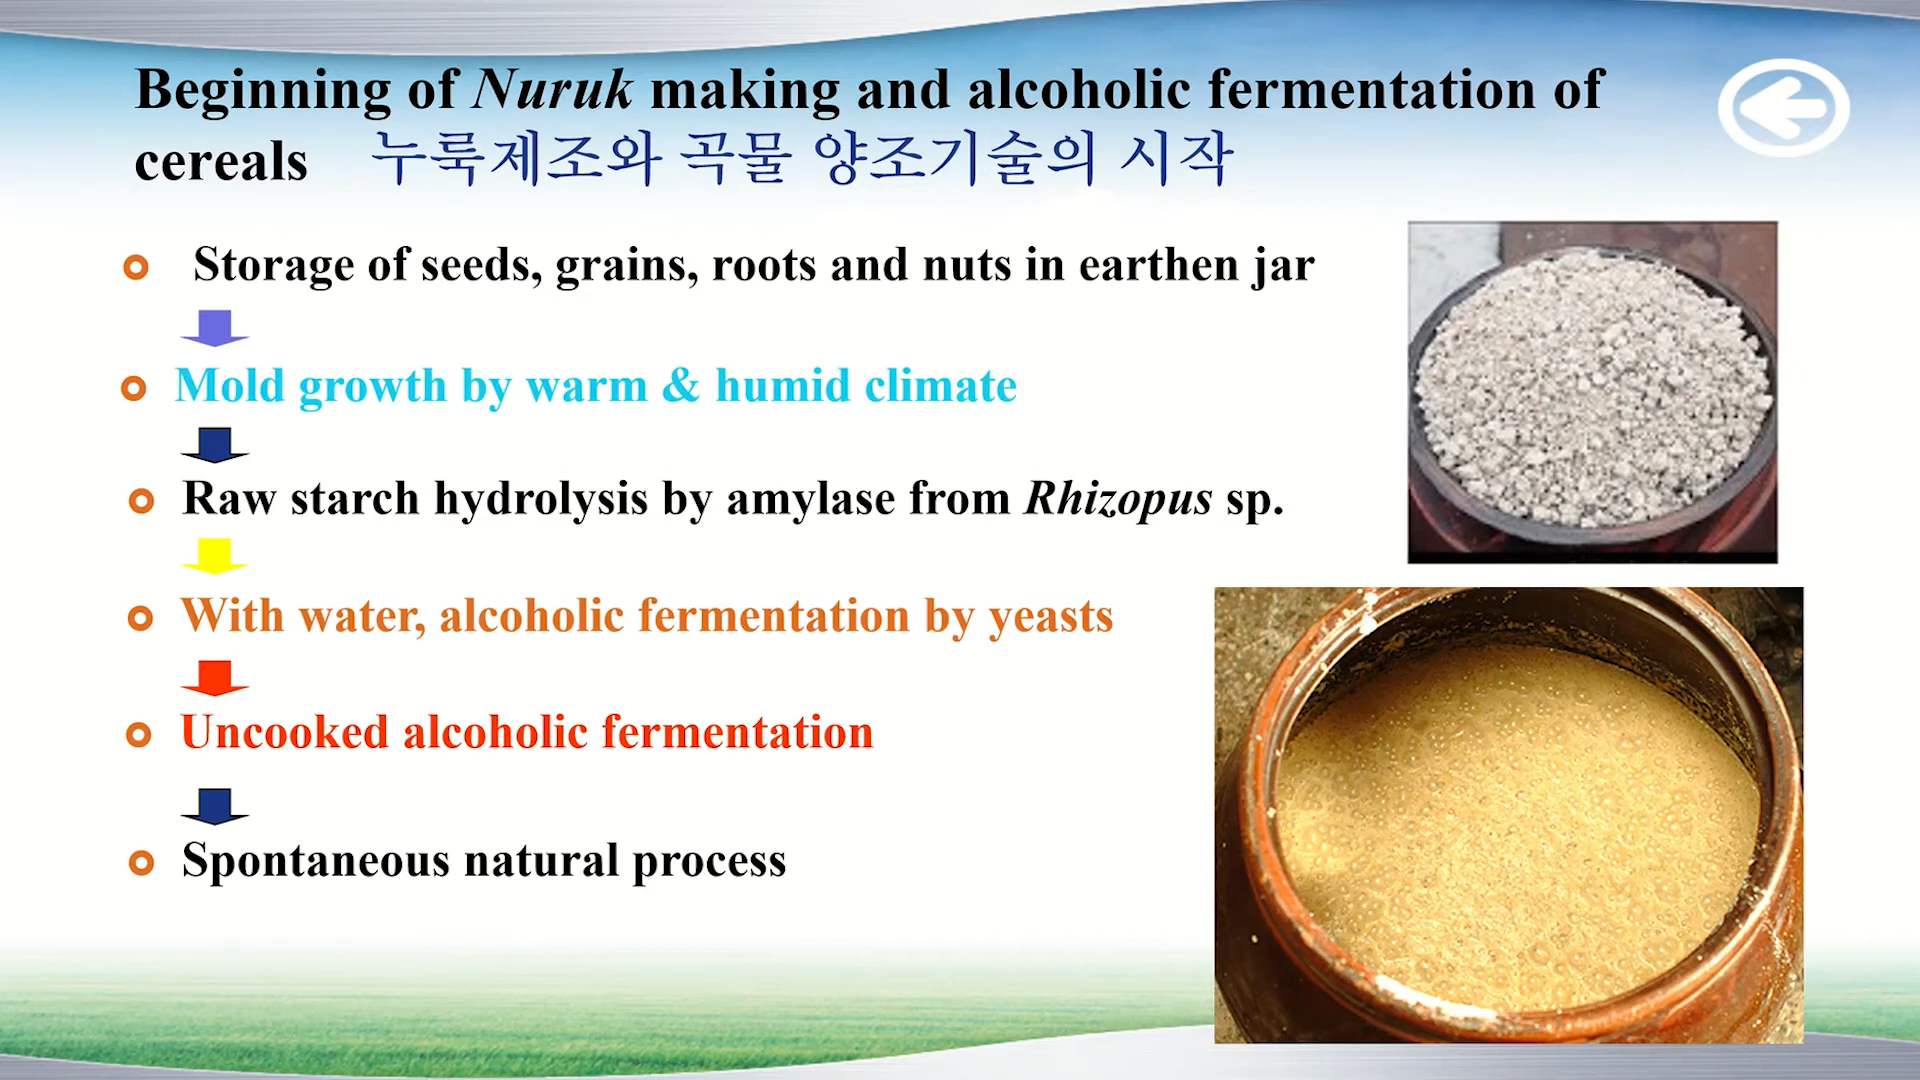 Beginning of Nuruk making and alcoholic fermentation of
cereals 누룩제조와 곡물 양조기술의 시작
Storage of seeds, grains, roots and nuts in earthen jar
Mold growth by warm & humid climate
Raw starch hydrolysis by amylase from Rhizopus sp.
With water, alcoholic fermentation by yeasts
Uncooked alcoholic fermentation
Spontaneous natural process